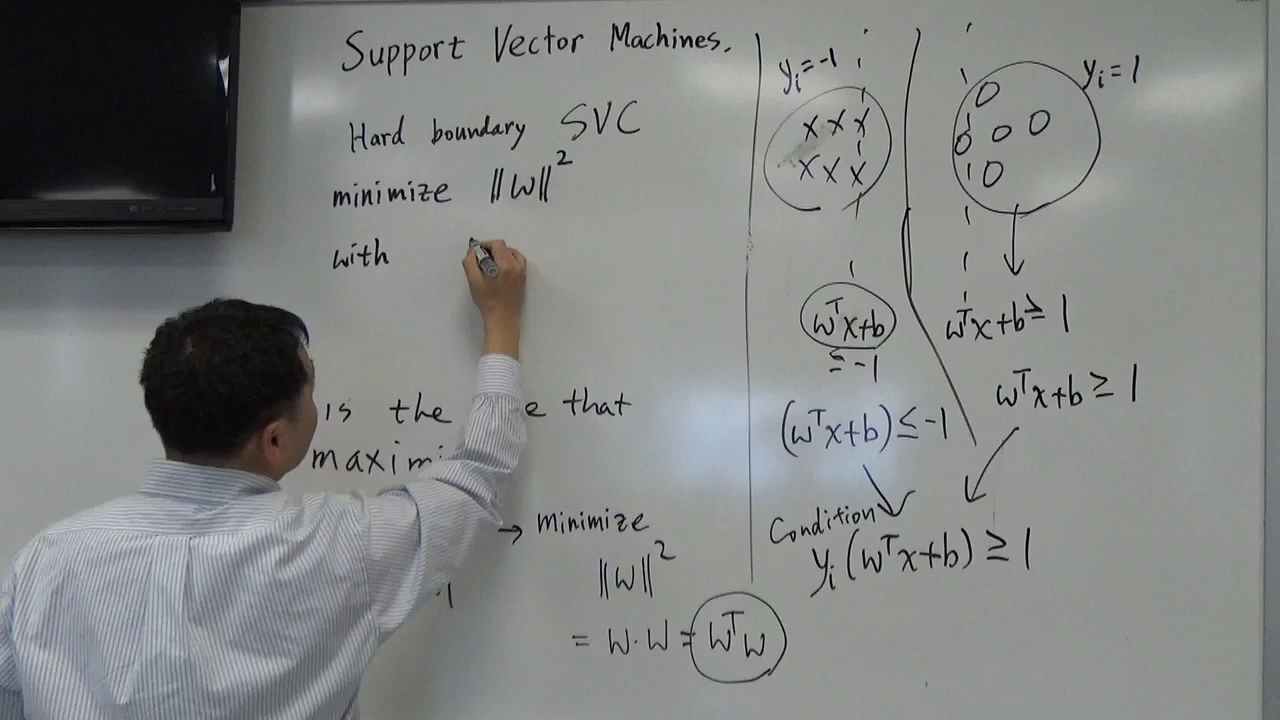 Support Vector Machines.
Hard boundary SVC
minimize ||w||²
with
is the that
→ minimize
||w||²
= w·w = wᵀw
yᵢ=-1
x x x
x x x
yᵢ=1
O
O O O
O
wᵀx+b
≤ -1
(wᵀx+b) ≤ -1
wᵀx+b ≥ 1
wᵀx+b ≥ 1
Condition
yᵢ(wᵀx+b) ≥ 1